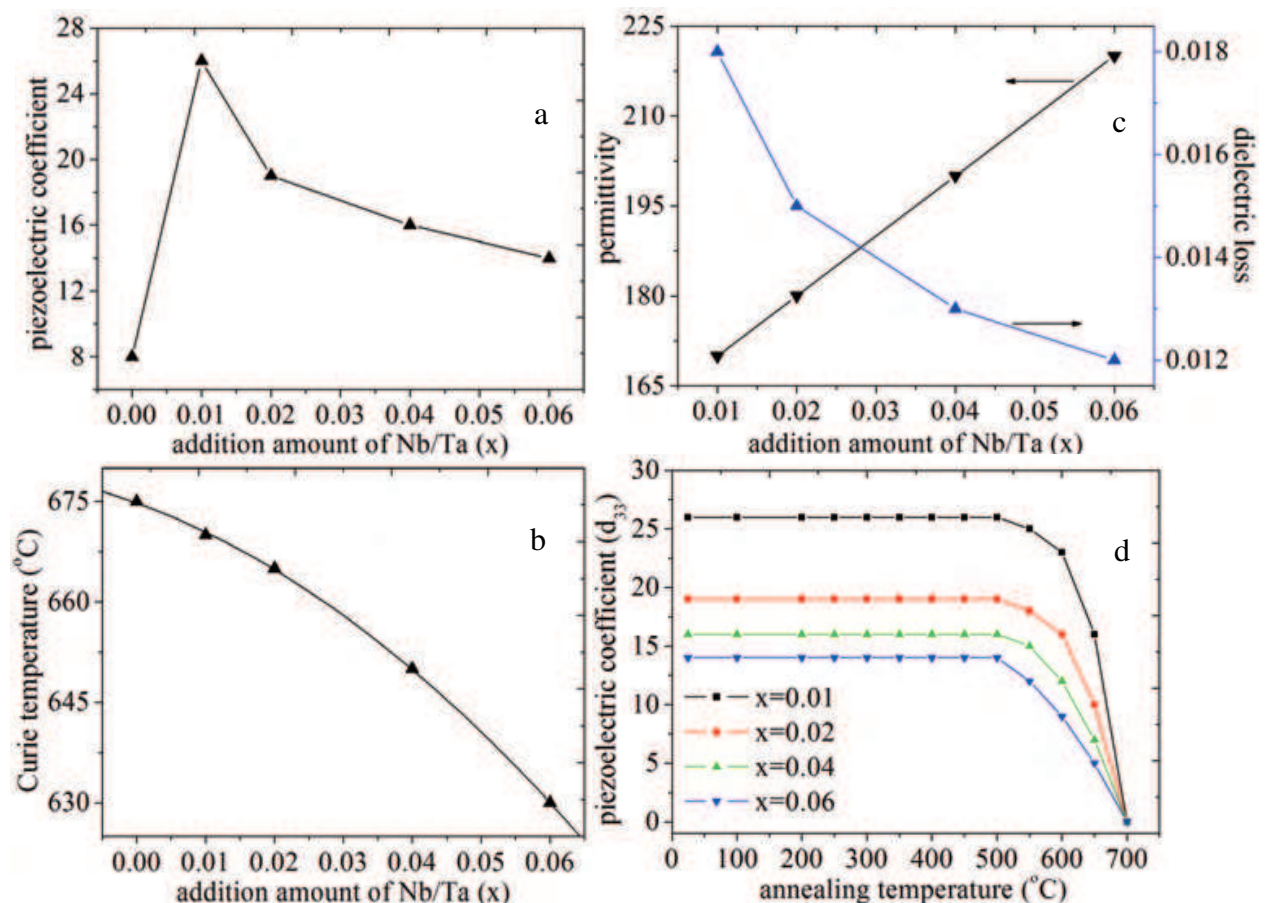 28
24
20
16
12
8
piezoelectric coefficient
a
0.00 0.01 0.02 0.03 0.04 0.05 0.06
addition amount of Nb/Ta (x)
225
210
195
180
165
permittivity
c
0.018
0.016
0.014
0.012
dielectric loss
0.01 0.02 0.03 0.04 0.05 0.06
addition amount of Nb/Ta (x)
675
660
645
630
Curie temperature (°C)
b
0.00 0.01 0.02 0.03 0.04 0.05 0.06
addition amount of Nb/Ta (x)
30
25
20
15
10
5
0
piezoelectric coefficient (d33)
d
x=0.01
x=0.02
x=0.04
x=0.06
0 100 200 300 400 500 600 700
annealing temperature (°C)